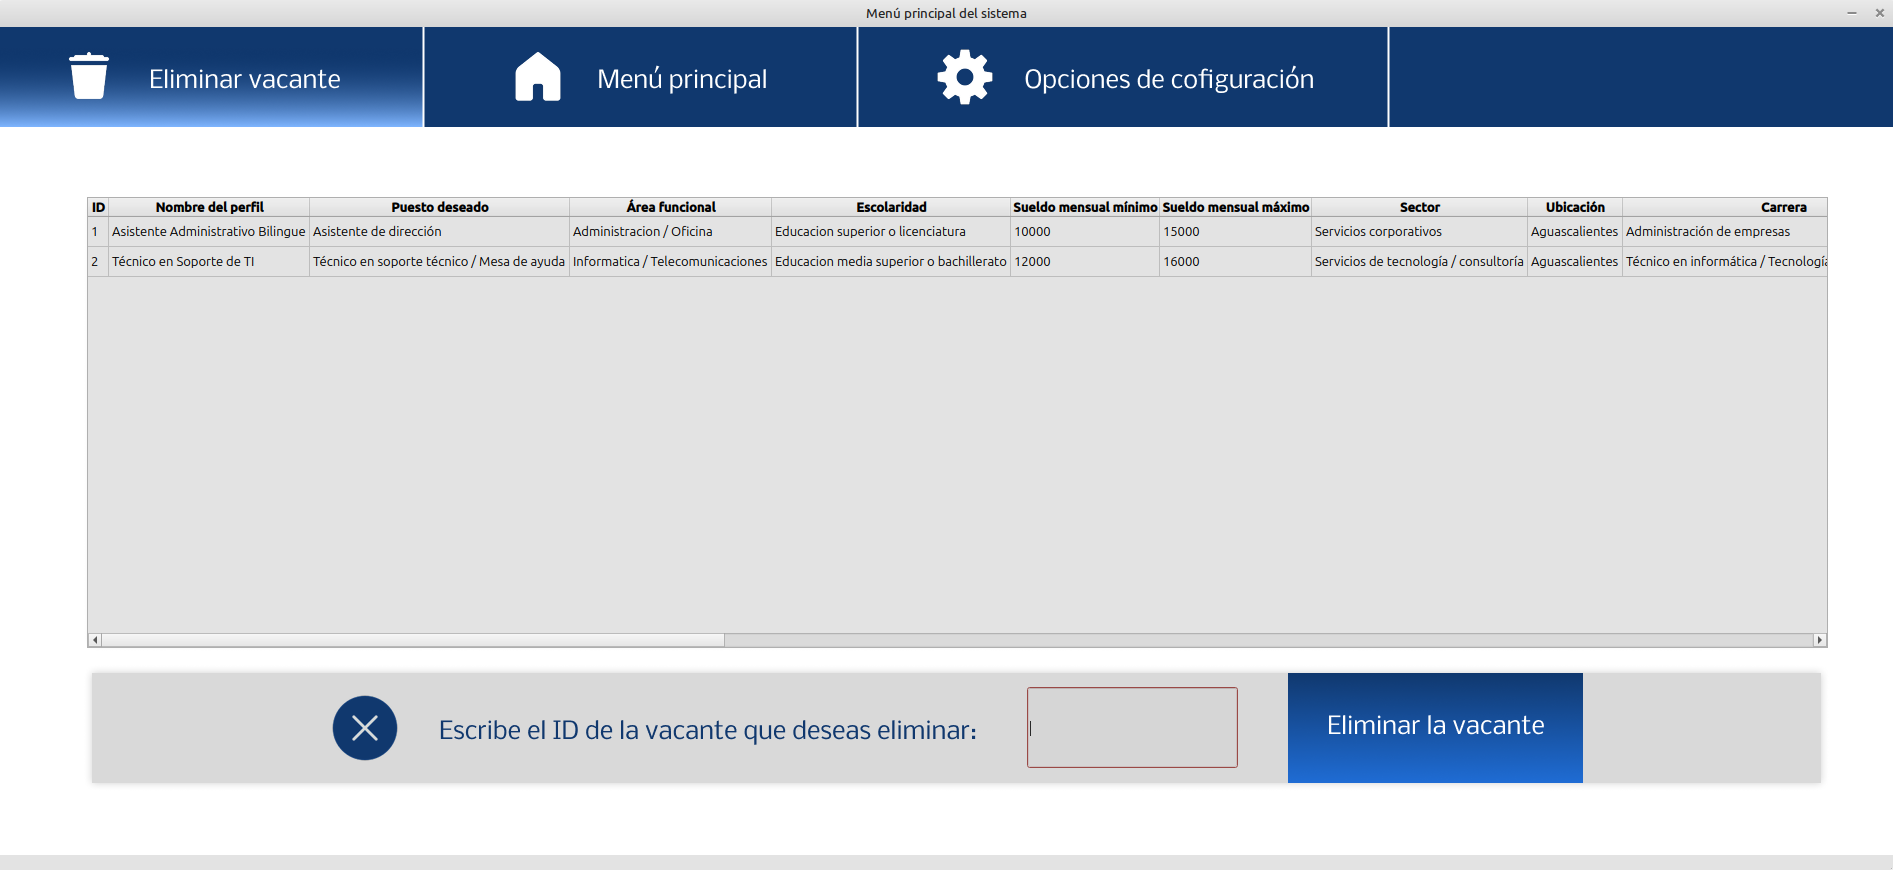 Menú principal del sistema
Eliminar vacante
Menú principal
Opciones de cofiguración
ID Nombre del perfil Puesto deseado Área funcional Escolaridad Sueldo mensual mínimo Sueldo mensual máximo Sector Ubicación Carrera
1 Asistente Administrativo Bilingue Asistente de dirección Administracion / Oficina Educacion superior o licenciatura 10000 15000 Servicios corporativos Aguascalientes Administración de empresas
2 Técnico en Soporte de TI Técnico en soporte técnico / Mesa de ayuda Informatica / Telecomunicaciones Educacion media superior o bachillerato 12000 16000 Servicios de tecnología / consultoría Aguascalientes Técnico en informática / Tecnología
Escribe el ID de la vacante que deseas eliminar:
Eliminar la vacante